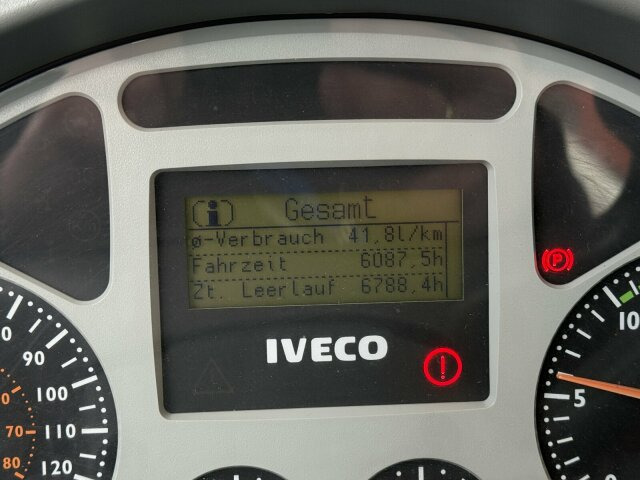 i Gesamt
ø-Verbrauch 41,8l/km
Fahrzeit 6087,5h
Zt. Leerlauf 6788,4h
IVECO
!
P
90
100
110
120
70
80
10
5